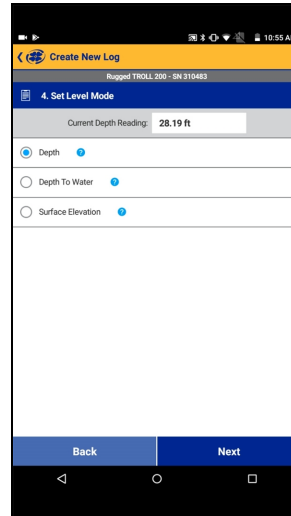 10:55 A
Create New Log
Rugged TROLL 200 - SN 310483
4. Set Level Mode
Current Depth Reading: 28.19 ft
Depth ?
Depth To Water ?
Surface Elevation ?
Back Next